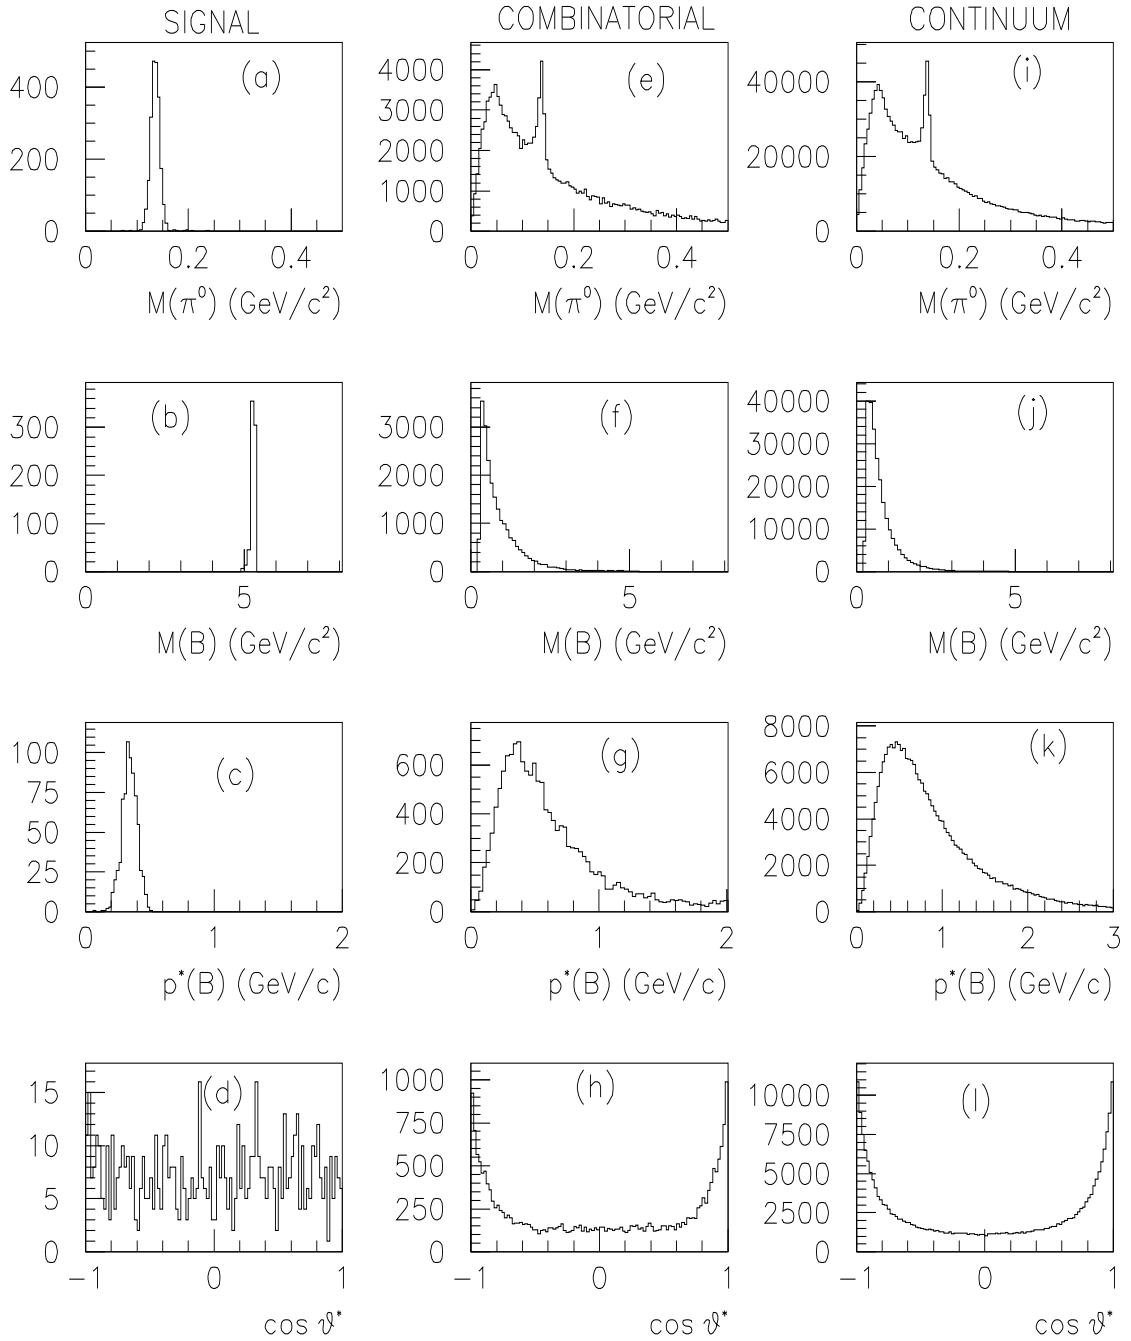 SIGNAL COMBINATORIAL CONTINUUM
(a) (e) (i)
400 4000 40000
3000
200 2000 20000
1000
0 0 0
0 0.2 0.4 0 0.2 0.4 0 0.2 0.4
M(π⁰) (GeV/c²) M(π⁰) (GeV/c²) M(π⁰) (GeV/c²)
(b) (f) (j)
300 3000 40000
30000
200 2000
20000
100 1000 10000
0 0 0
0 5 0 5 0 5
M(B) (GeV/c²) M(B) (GeV/c²) M(B) (GeV/c²)
8000
(c) (g) (k)
100 600 6000
75
400 4000
50
25 200 2000
0 0 0
0 1 2 0 1 2 0 1 2 3
p*(B) (GeV/c) p*(B) (GeV/c) p*(B) (GeV/c)
(d) (h) (l)
15 1000 10000
750 7500
10
500 5000
5 250 2500
0 0 0
−1 0 1 −1 0 1 −1 0 1
cos ϑ* cos ϑ* cos ϑ*